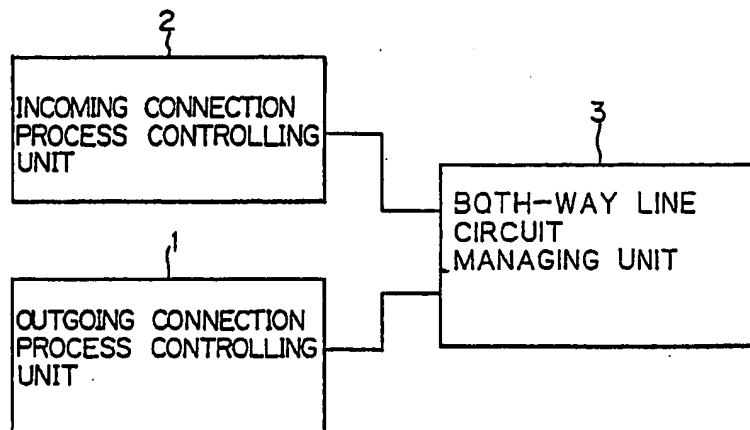 2
INCOMING CONNECTION
PROCESS CONTROLLING
UNIT
3
BOTH-WAY LINE
CIRCUIT
MANAGING UNIT
1
OUTGOING CONNECTION
PROCESS CONTROLLING
UNIT